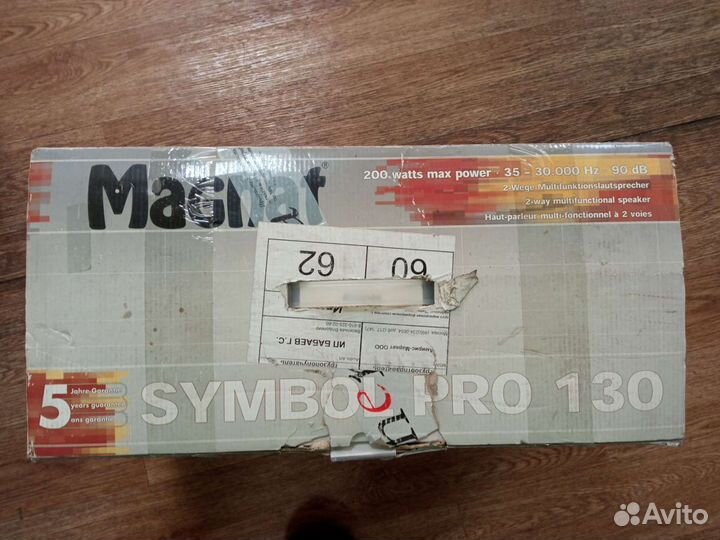 Magnat®
200 watts max power · 35 – 30 000 Hz · 90 dB
2-Wege-Multifunktionslautsprecher
2-way multifunctional speaker
Haut-parleur multi-fonctionnel à 2 voies
62
60
ИП БАБАЕВ Г.С.
Грузополучатель,
5
Jahre Garantie
years guarantee
ans garantie
SYMBOL PRO 130
Avito